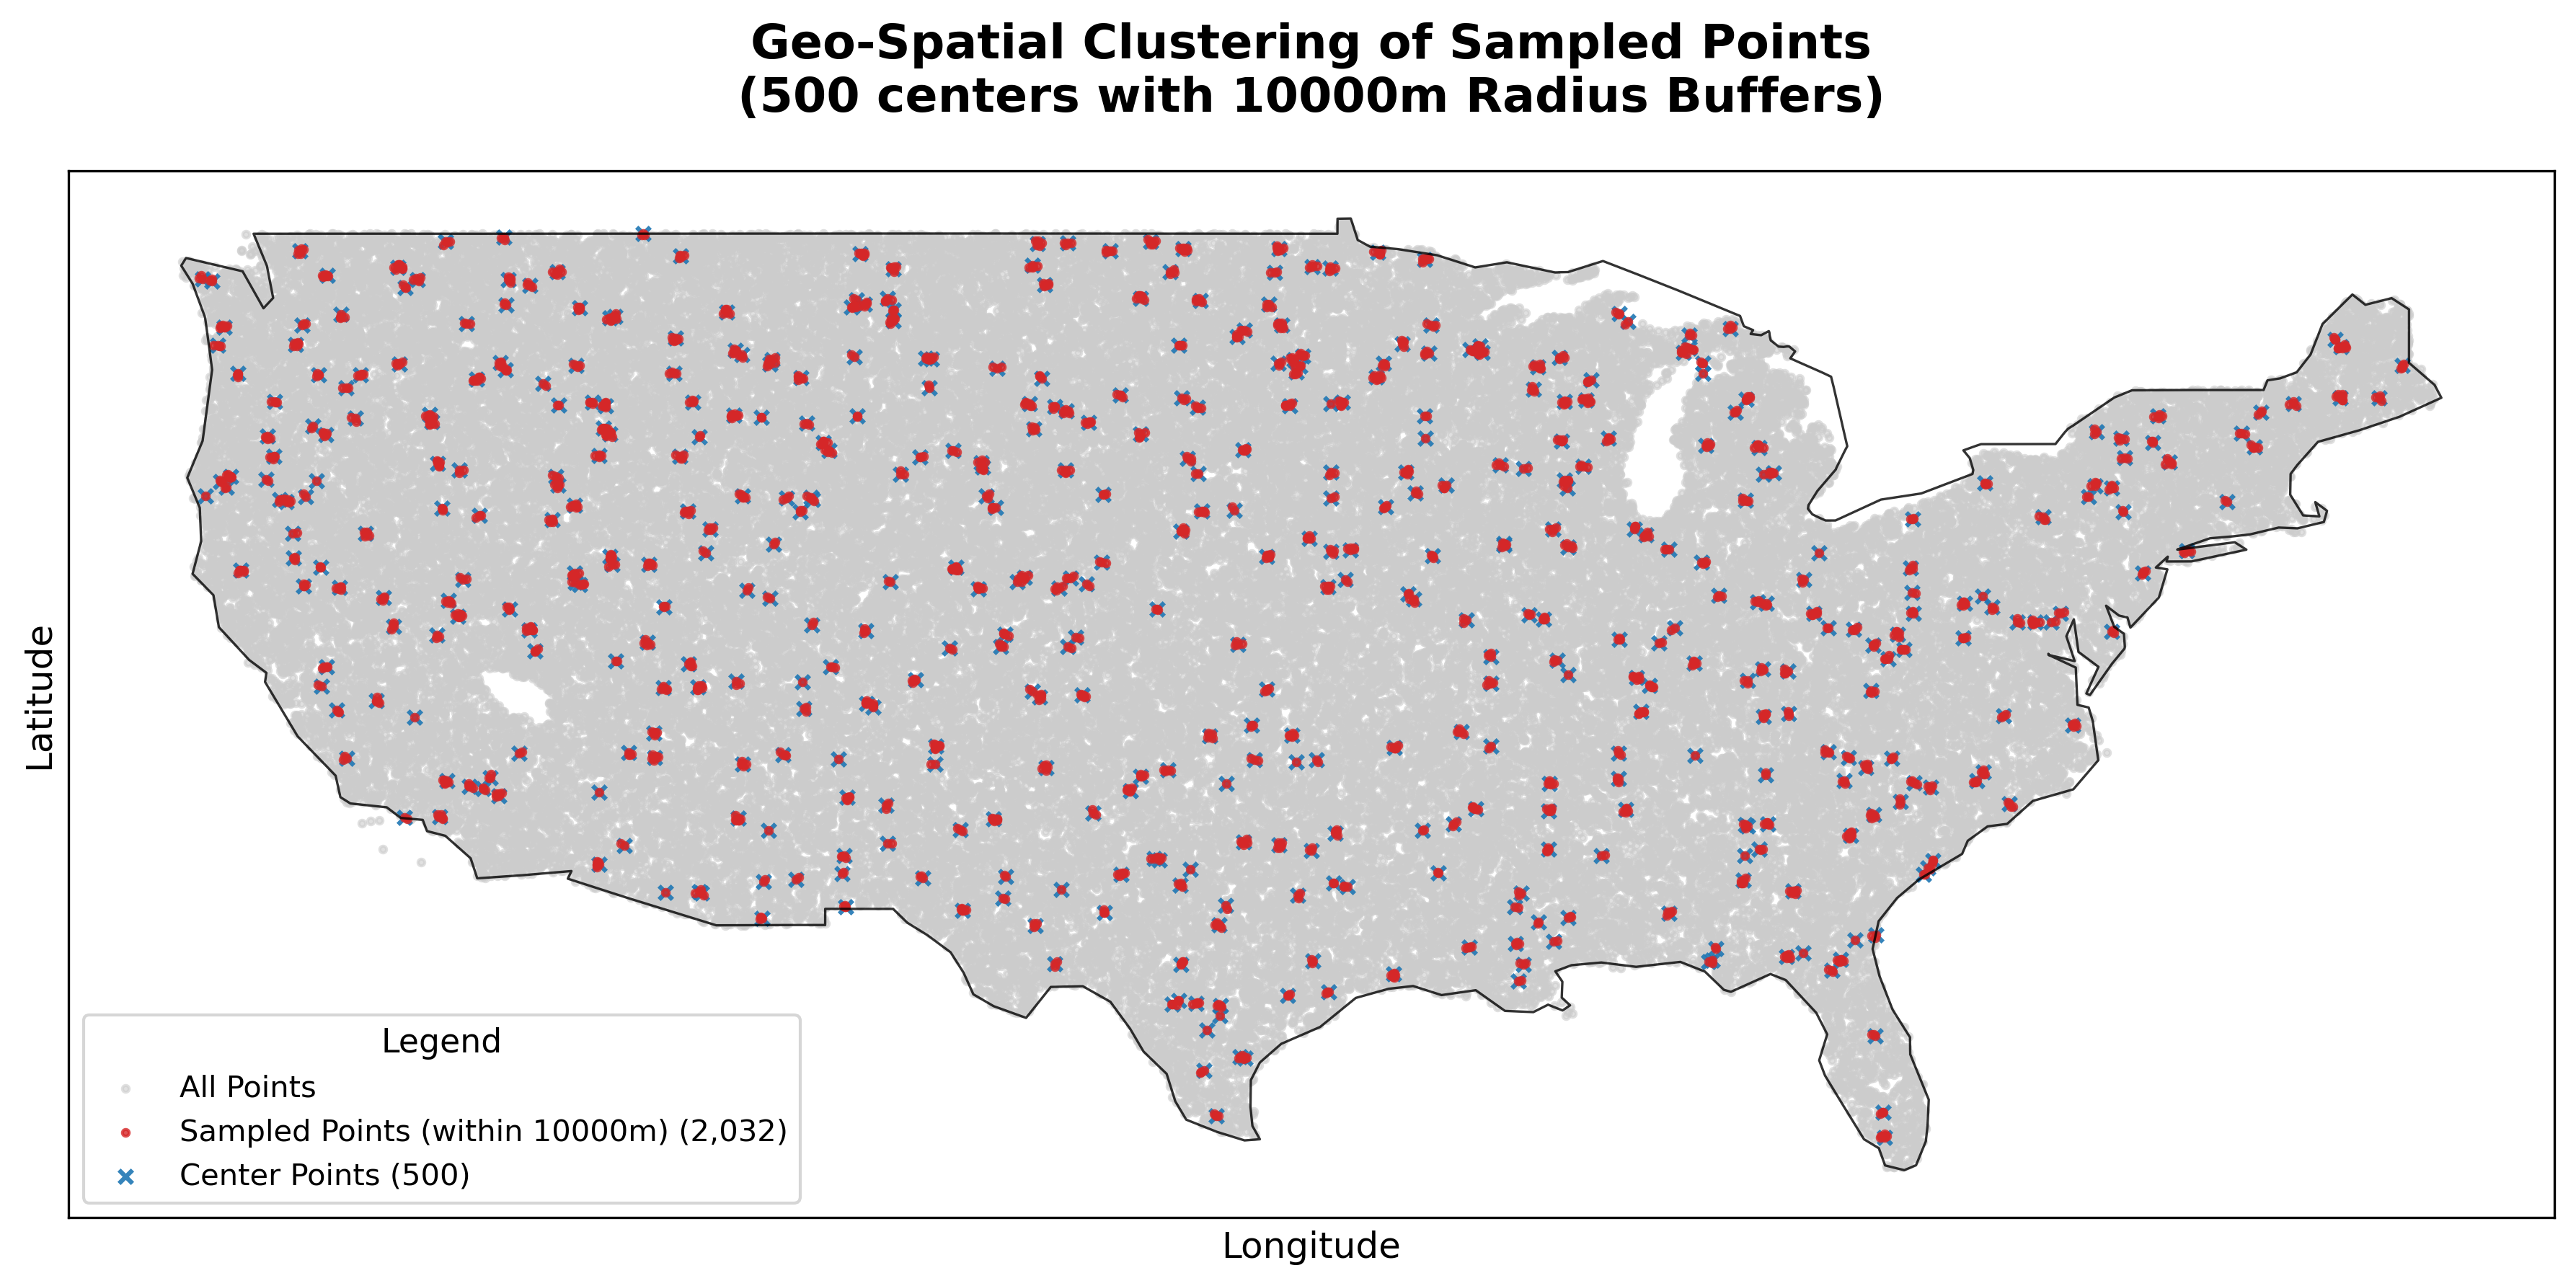 Geo-Spatial Clustering of Sampled Points
(500 centers with 10000m Radius Buffers)
Latitude
Legend
All Points
Sampled Points (within 10000m) (2,032)
Center Points (500)
Longitude